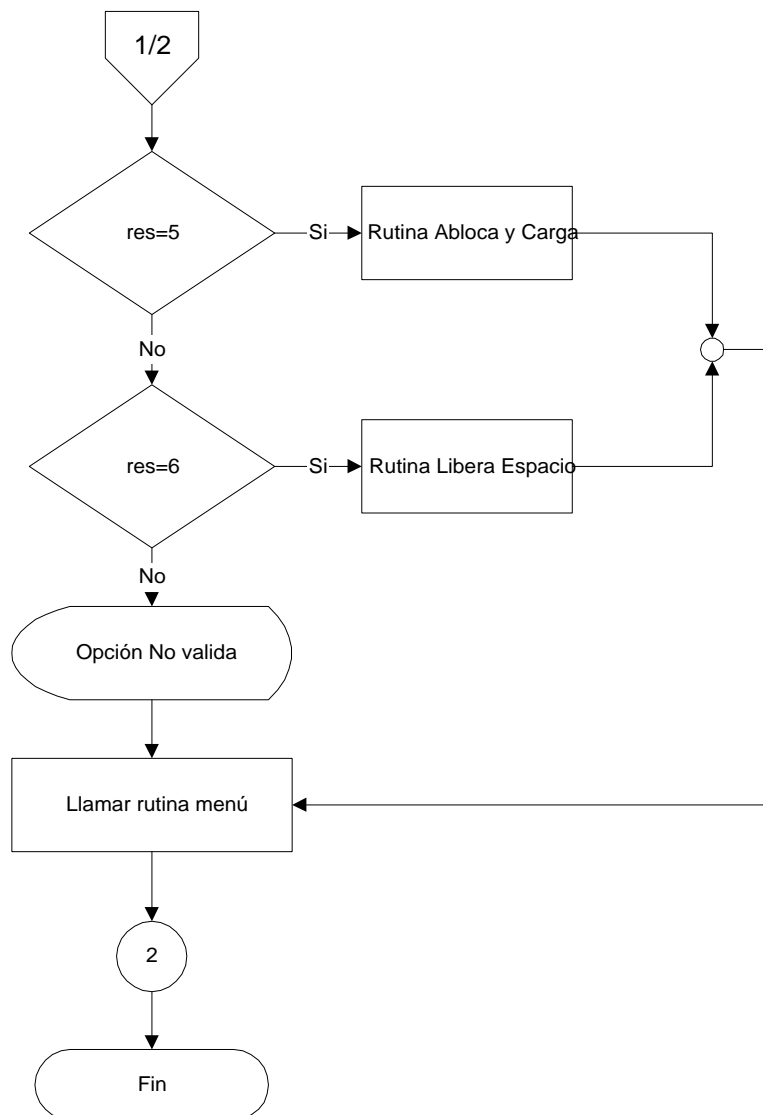 1/2
res=5
Si
Rutina Abloca y Carga
No
res=6
Si
Rutina Libera Espacio
No
Opción No valida
Llamar rutina menú
2
Fin